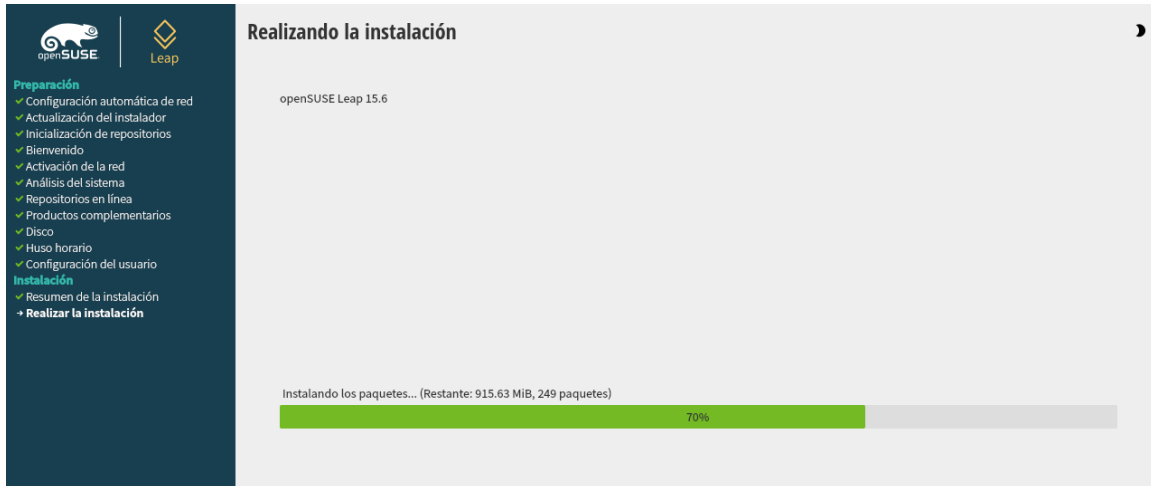 openSUSE.
Leap
Preparación
Configuración automática de red
Actualización del instalador
Inicialización de repositorios
Bienvenido
Activación de la red
Análisis del sistema
Repositorios en línea
Productos complementarios
Disco
Huso horario
Configuración del usuario
Instalación
Resumen de la instalación
Realizar la instalación
Realizando la instalación
openSUSE Leap 15.6
Instalando los paquetes... (Restante: 915.63 MiB, 249 paquetes)
70%